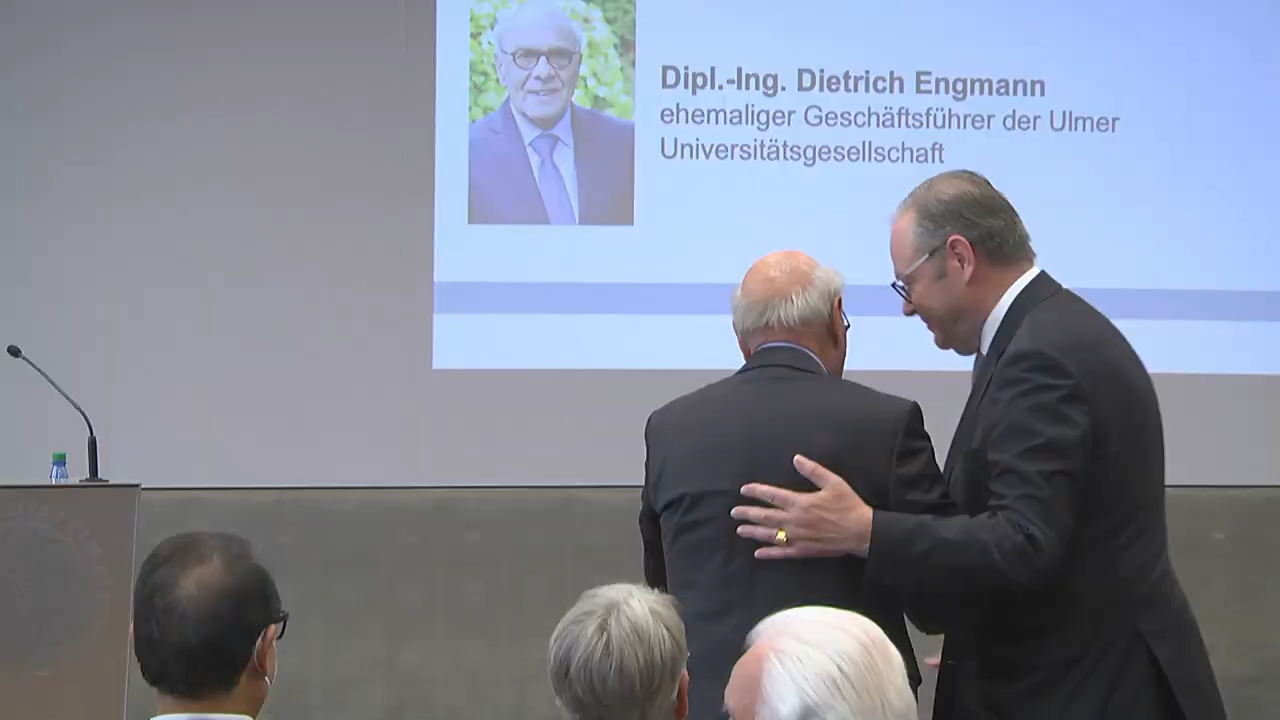 Dipl.-Ing. Dietrich Engmann
ehemaliger Geschäftsführer der Ulmer
Universitätsgesellschaft